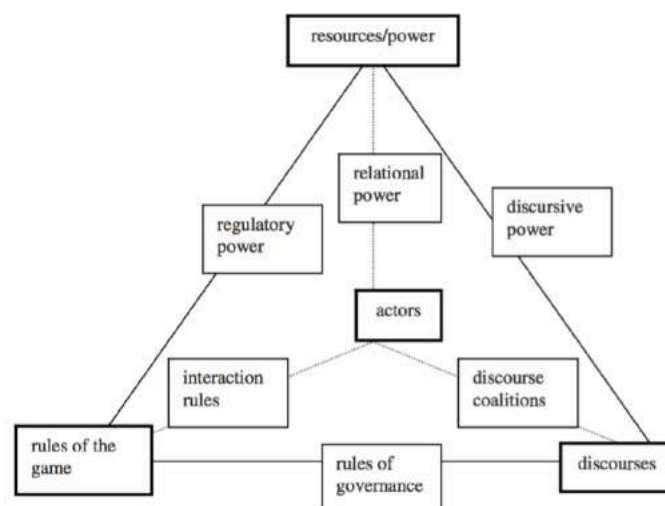 resources/power
relational
power
regulatory
power
discursive
power
actors
interaction
rules
discourse
coalitions
rules of the
game
rules of
governance
discourses